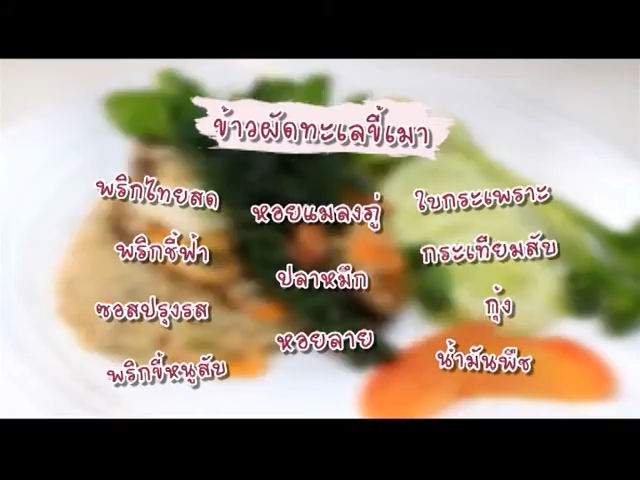 ข้าวผัดทะเลขี้เมา
พริกไทยสด
พริกชี้ฟ้า
ซอสปรุงรส
พริกขี้หนูสับ
หอยแมลงภู่
ปลาหมึก
หอยลาย
ใบกระเพราะ
กระเทียมสับ
กุ้ง
น้ำมันพืช